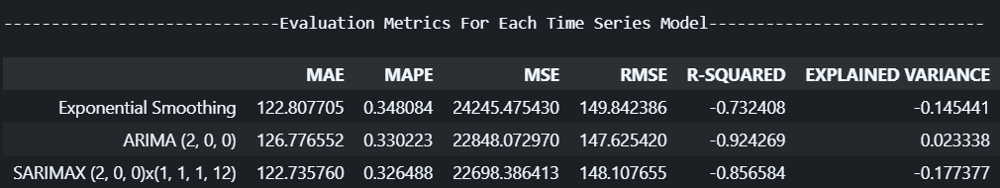 -----------------------------Evaluation Metrics For Each Time Series Model-----------------------------
MAE MAPE MSE RMSE R-SQUARED EXPLAINED VARIANCE
Exponential Smoothing 122.807705 0.348084 24245.475430 149.842386 -0.732408 -0.145441
ARIMA (2, 0, 0) 126.776552 0.330223 22848.072970 147.625420 -0.924269 0.023338
SARIMAX (2, 0, 0)x(1, 1, 1, 12) 122.735760 0.326488 22698.386413 148.107655 -0.856584 -0.177377